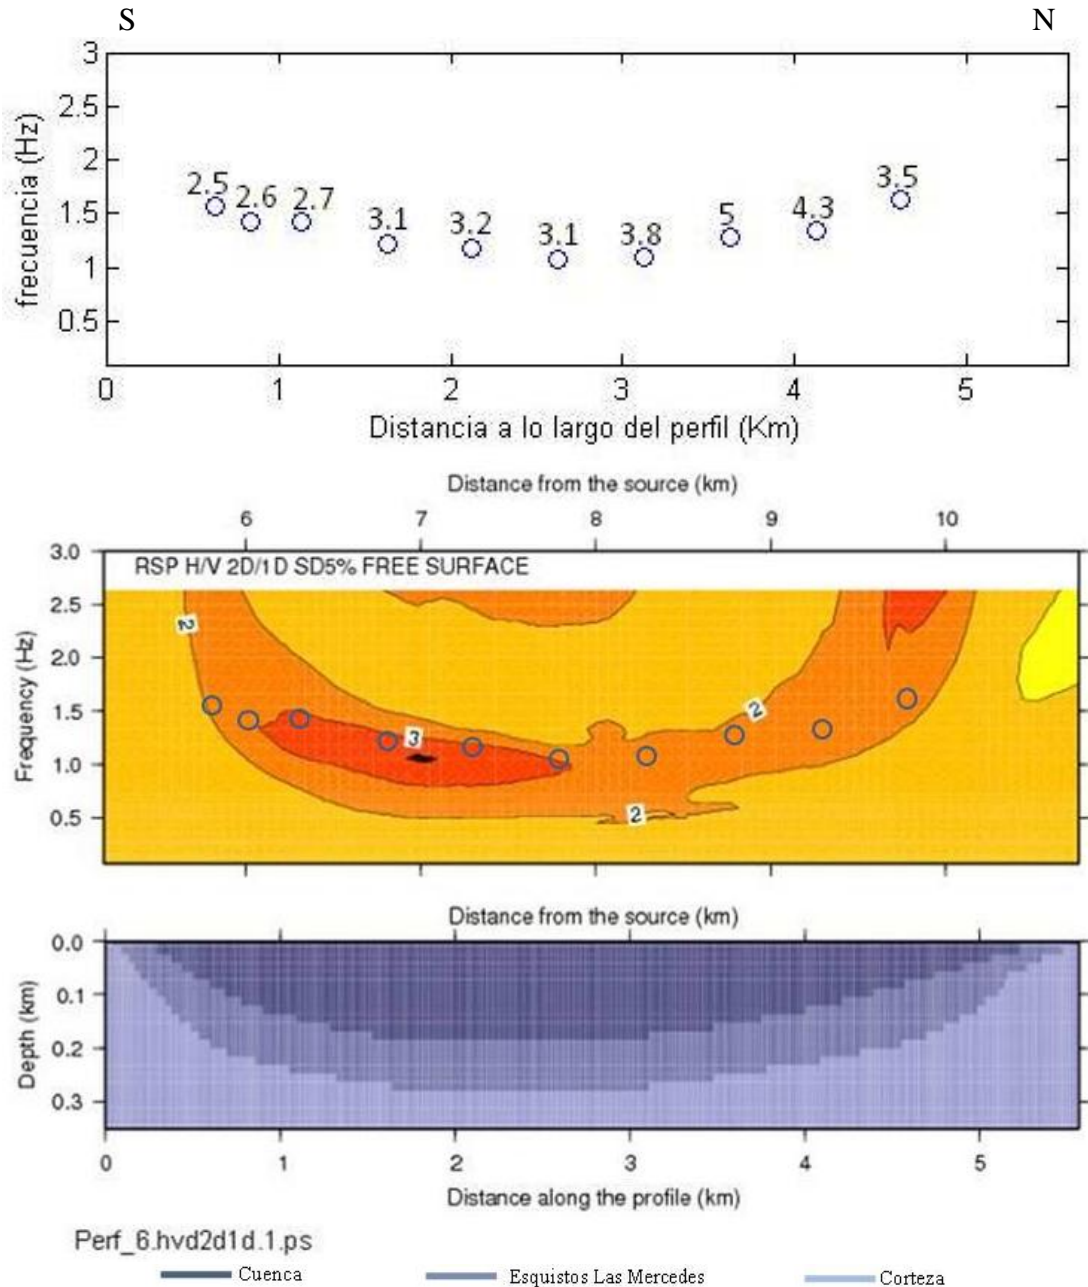 S N
3
2.5
2
1.5
1
0.5
frecuencia (Hz)
2.5 2.6 2.7 3.1 3.2 3.1 3.8 5 4.3 3.5
0 1 2 3 4 5
Distancia a lo largo del perfil (Km)
Distance from the source (km)
6 7 8 9 10
RSP H/V 2D/1D SD5% FREE SURFACE
3.0
2.5
2.0
1.5
1.0
0.5
Frequency (Hz)
2
3
2
2
Distance from the source (km)
0.0
0.1
0.2
0.3
Depth (km)
0 1 2 3 4 5
Distance along the profile (km)
Perf_6.hvd2d1d.1.ps
Cuenca Esquistos Las Mercedes Corteza